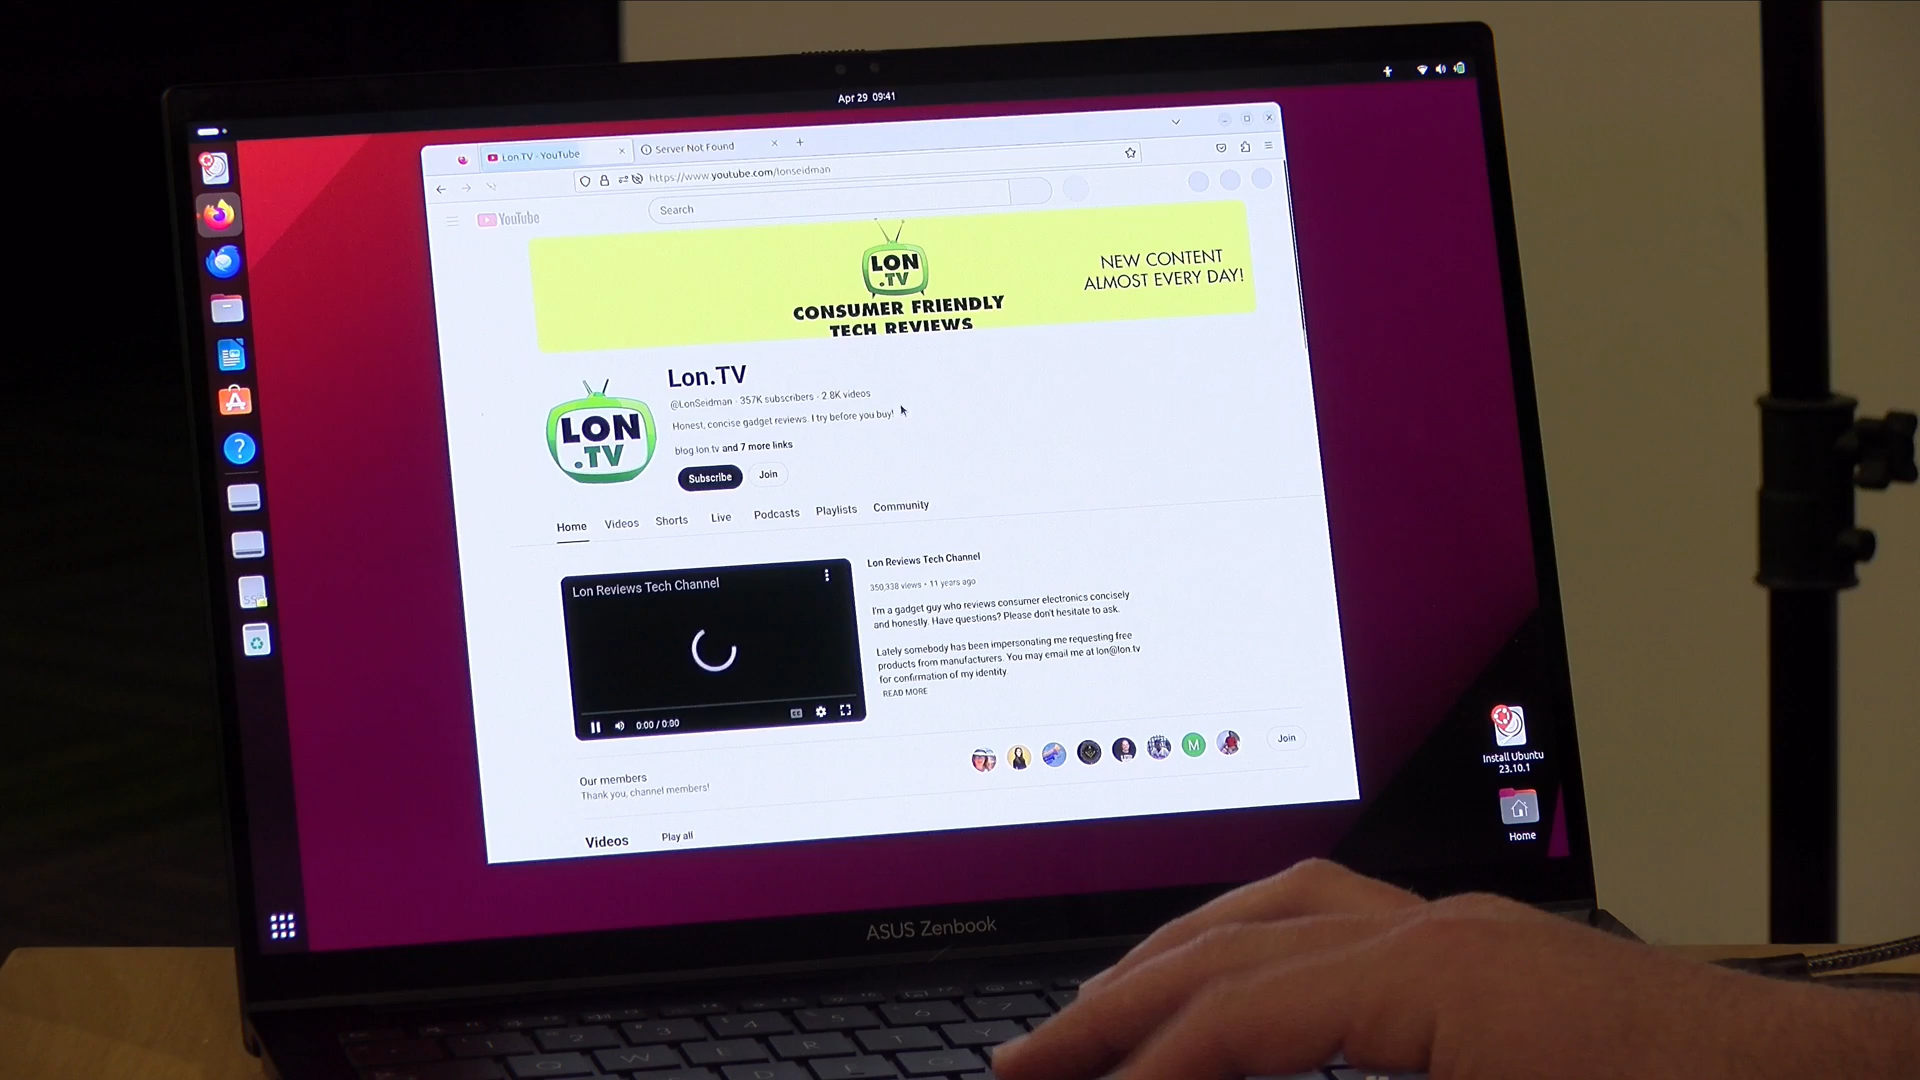 Apr 29 09:41
Lon.TV - YouTube
Server Not Found
https://www.youtube.com/lonseidman
YouTube
Search
LON
.TV
CONSUMER FRIENDLY
TECH REVIEWS
NEW CONTENT
ALMOST EVERY DAY!
LON
.TV
Lon.TV
@LonSeidman · 357K subscribers · 2.8K videos
Honest, concise gadget reviews. I try before you buy!
blog.lon.tv and 7 more links
Subscribe
Join
Home
Videos
Shorts
Live
Podcasts
Playlists
Community
Lon Reviews Tech Channel
0:00 / 0:00
Lon Reviews Tech Channel
350,338 views • 11 years ago
I'm a gadget guy who reviews consumer electronics concisely
and honestly. Have questions? Please don't hesitate to ask.
Lately somebody has been impersonating me requesting free
products from manufacturers. You may email me at lon@lon.tv
for confirmation of my identity
READ MORE
Our members
Thank you, channel members!
M
Join
Videos
Play all
Install Ubuntu
23.10.1
Home
ASUS Zenbook